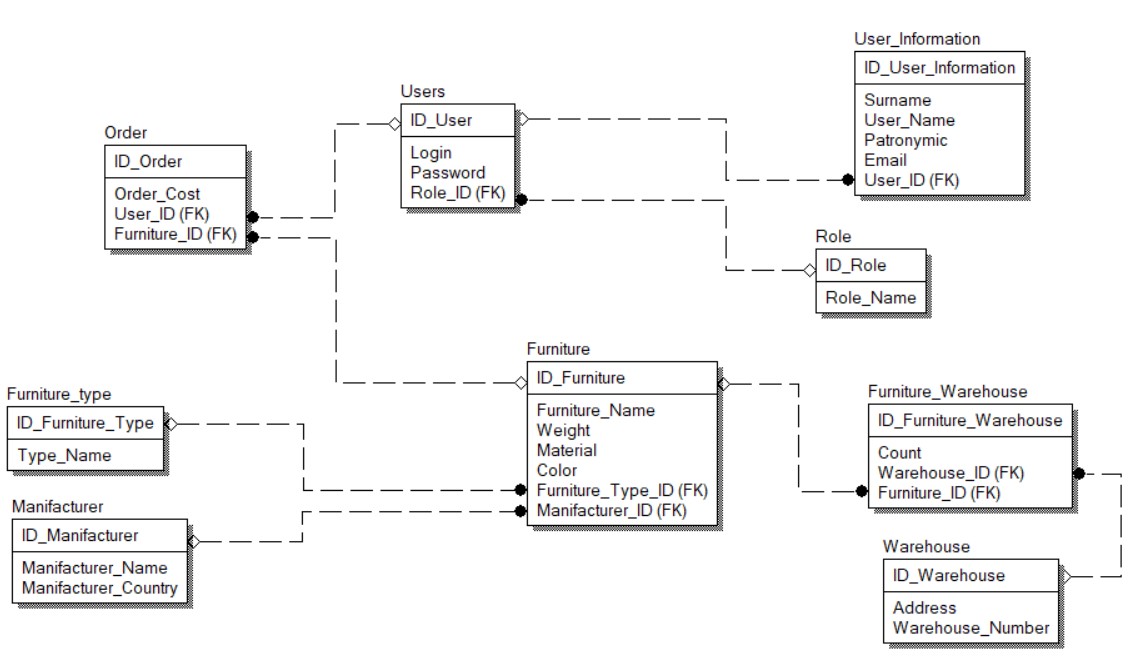 User_Information
ID_User_Information
Surname
User_Name
Patronymic
Email
User_ID (FK)
Users
ID_User
Login
Password
Role_ID (FK)
Order
ID_Order
Order_Cost
User_ID (FK)
Furniture_ID (FK)
Role
ID_Role
Role_Name
Furniture
ID_Furniture
Furniture_Name
Weight
Material
Color
Furniture_Type_ID (FK)
Manifacturer_ID (FK)
Furniture_type
ID_Furniture_Type
Type_Name
Furniture_Warehouse
ID_Furniture_Warehouse
Count
Warehouse_ID (FK)
Furniture_ID (FK)
Manifacturer
ID_Manifacturer
Manifacturer_Name
Manifacturer_Country
Warehouse
ID_Warehouse
Address
Warehouse_Number